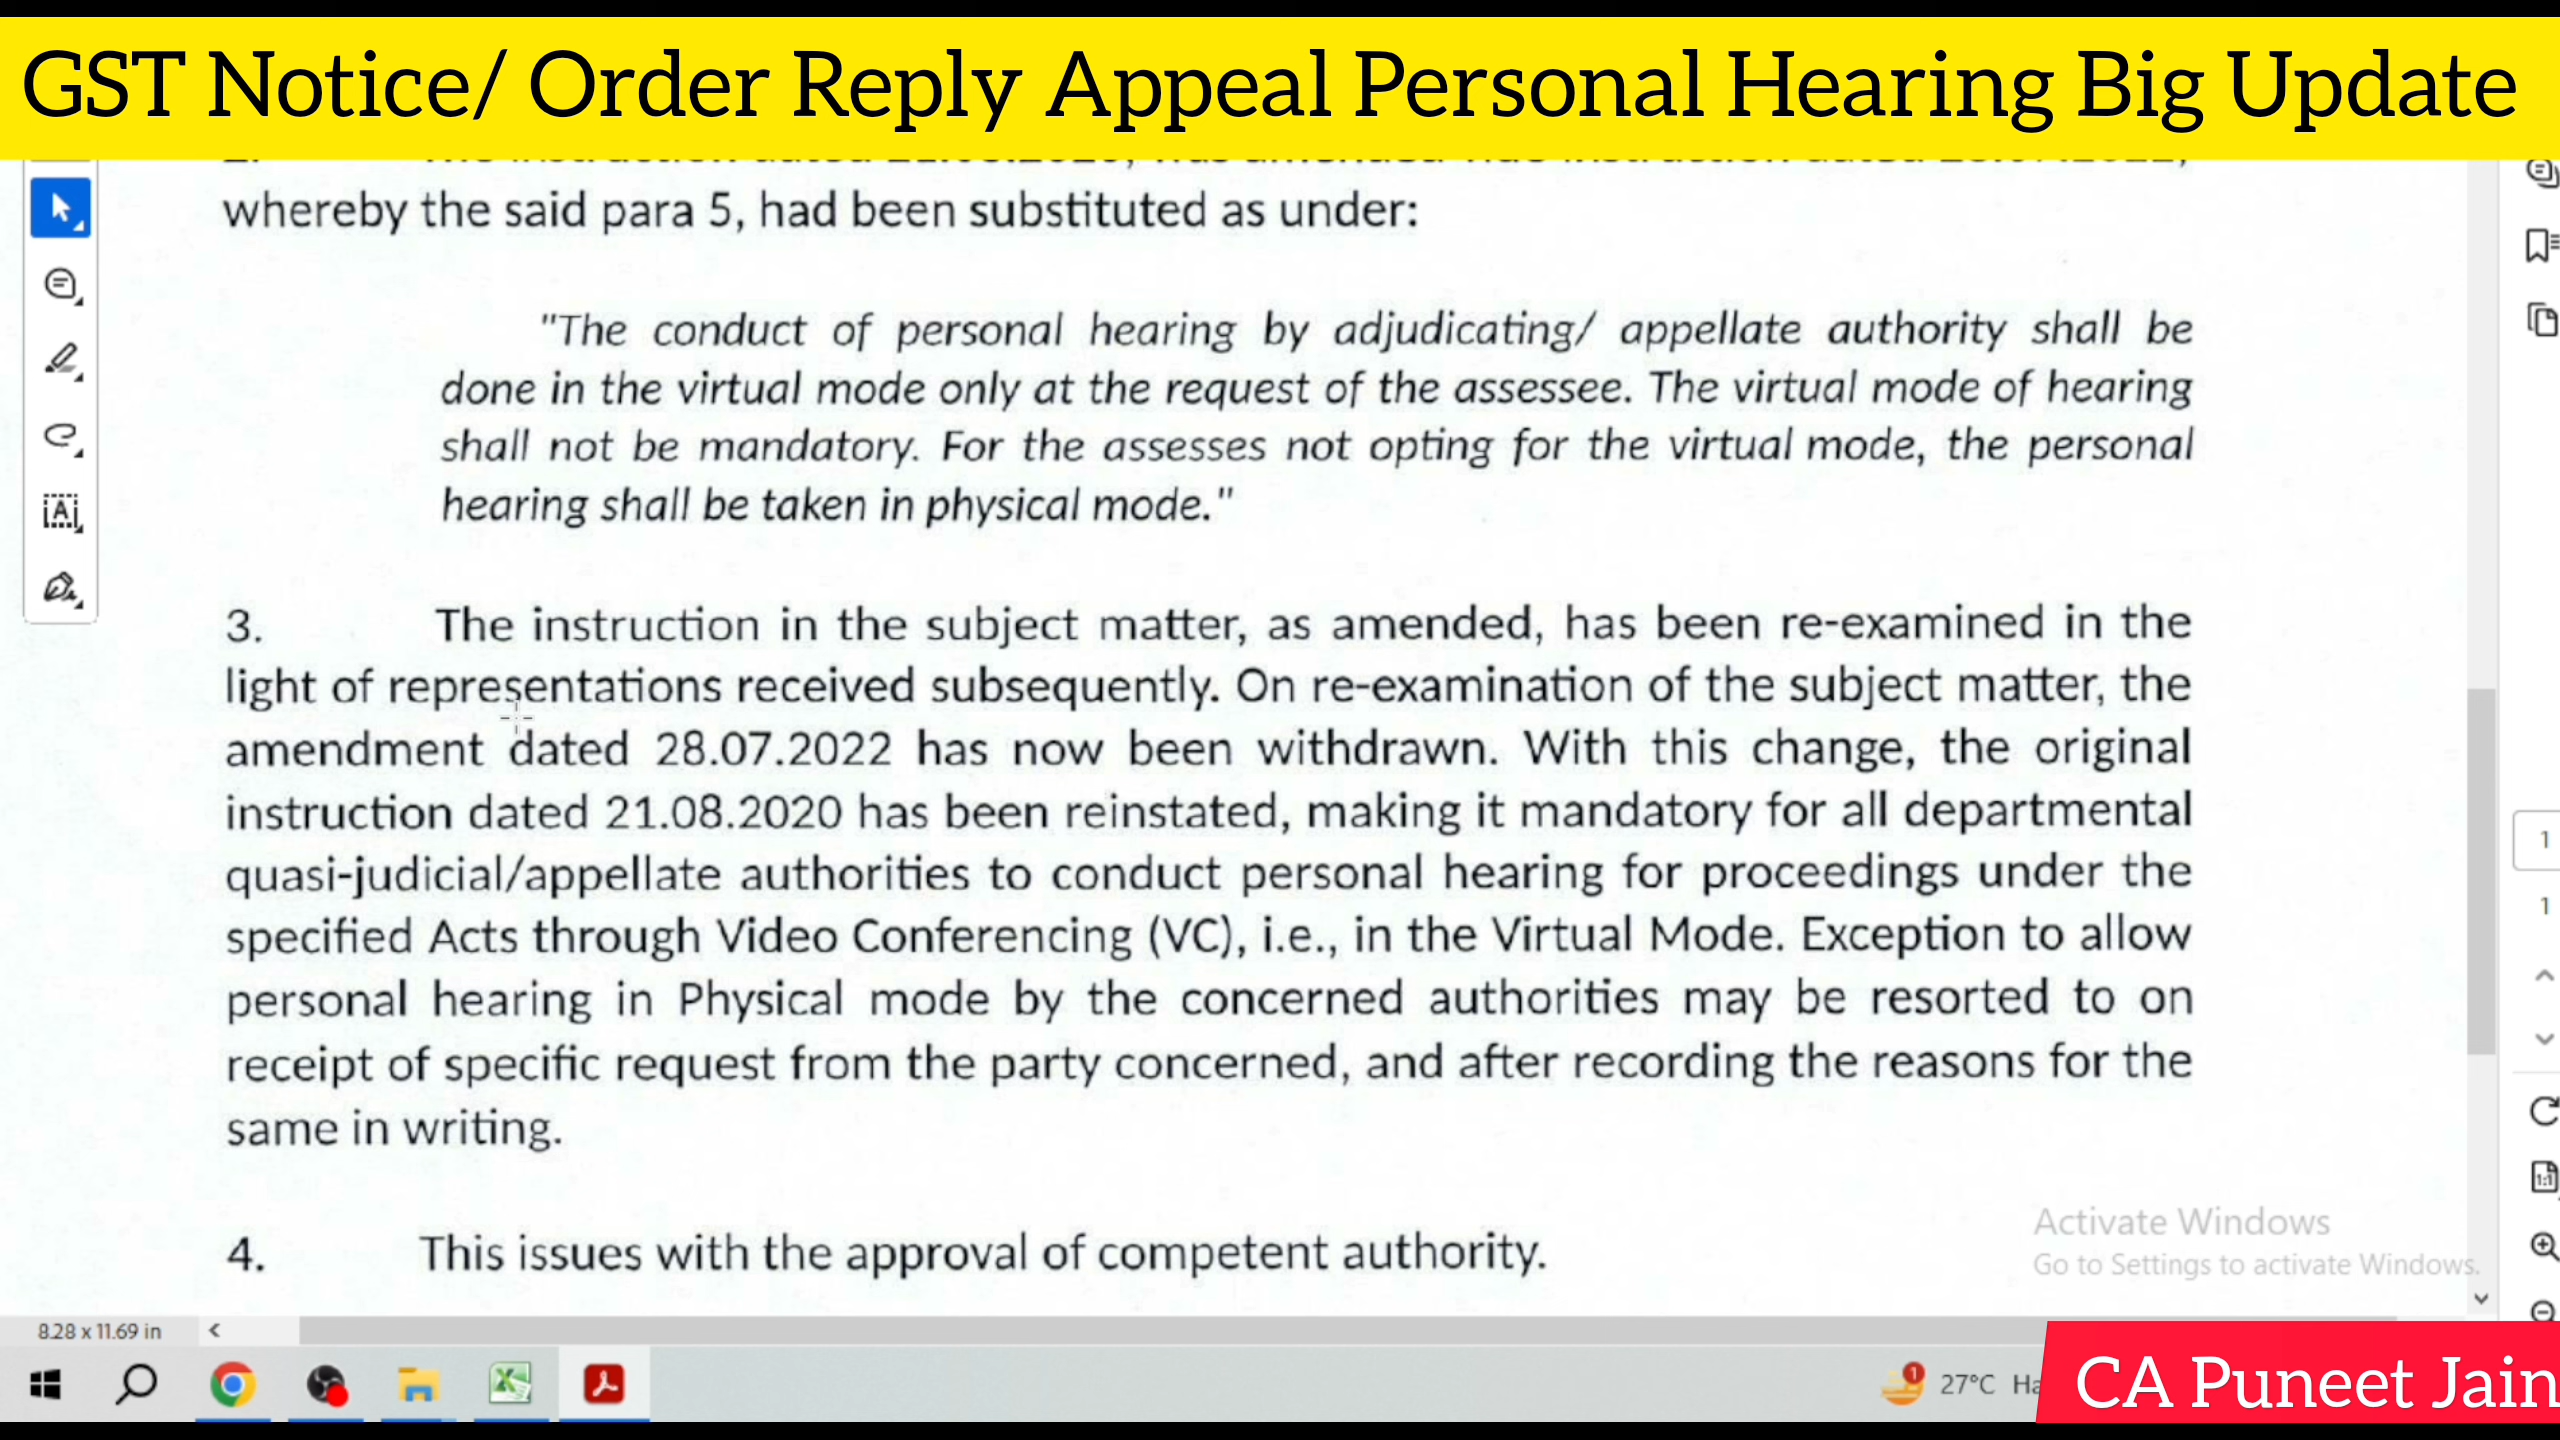 GST Notice/ Order Reply Appeal Personal Hearing Big Update
whereby the said para 5, had been substituted as under:
"The conduct of personal hearing by adjudicating/ appellate authority shall be
done in the virtual mode only at the request of the assessee. The virtual mode of hearing
shall not be mandatory. For the assesses not opting for the virtual mode, the personal
hearing shall be taken in physical mode."
3. The instruction in the subject matter, as amended, has been re-examined in the
light of representations received subsequently. On re-examination of the subject matter, the
amendment dated 28.07.2022 has now been withdrawn. With this change, the original
instruction dated 21.08.2020 has been reinstated, making it mandatory for all departmental
quasi-judicial/appellate authorities to conduct personal hearing for proceedings under the
specified Acts through Video Conferencing (VC), i.e., in the Virtual Mode. Exception to allow
personal hearing in Physical mode by the concerned authorities may be resorted to on
receipt of specific request from the party concerned, and after recording the reasons for the
same in writing.
4. This issues with the approval of competent authority.
Activate Windows
Go to Settings to activate Windows.
1
1
8.28 x 11.69 in
1
27°C Ha
CA Puneet Jain